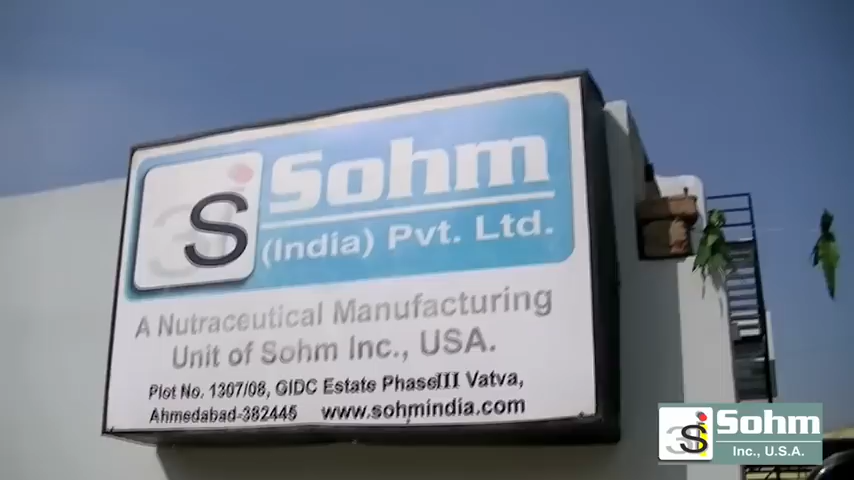 S
Sohm
(India) Pvt. Ltd.
A Nutraceutical Manufacturing
Unit of Sohm Inc., USA.
Plot No. 1307/08, GIDC Estate PhaseIII Vatva,
Ahmedabad-382445 www.sohmindia.com
S
Sohm
Inc., U.S.A.